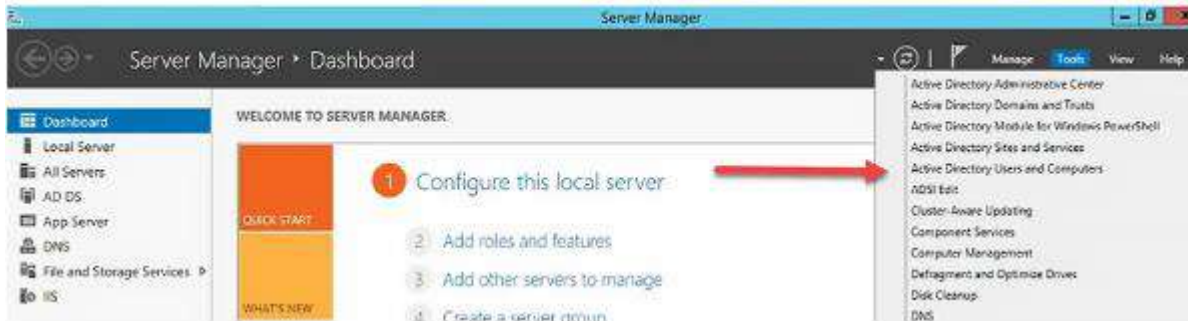 Server Manager
Server Manager • Dashboard
Manage Tools View Help
Dashboard
Local Server
All Servers
AD DS
App Server
DNS
File and Storage Services
IIS
WELCOME TO SERVER MANAGER
QUICK START
WHAT'S NEW
1 Configure this local server
2 Add roles and features
3 Add other servers to manage
4 Create a server group
Active Directory Administrative Center
Active Directory Domains and Trusts
Active Directory Module for Windows PowerShell
Active Directory Sites and Services
Active Directory Users and Computers
ADSI Edit
Cluster-Aware Updating
Component Services
Computer Management
Defragment and Optimize Drives
Disk Cleanup
DNS